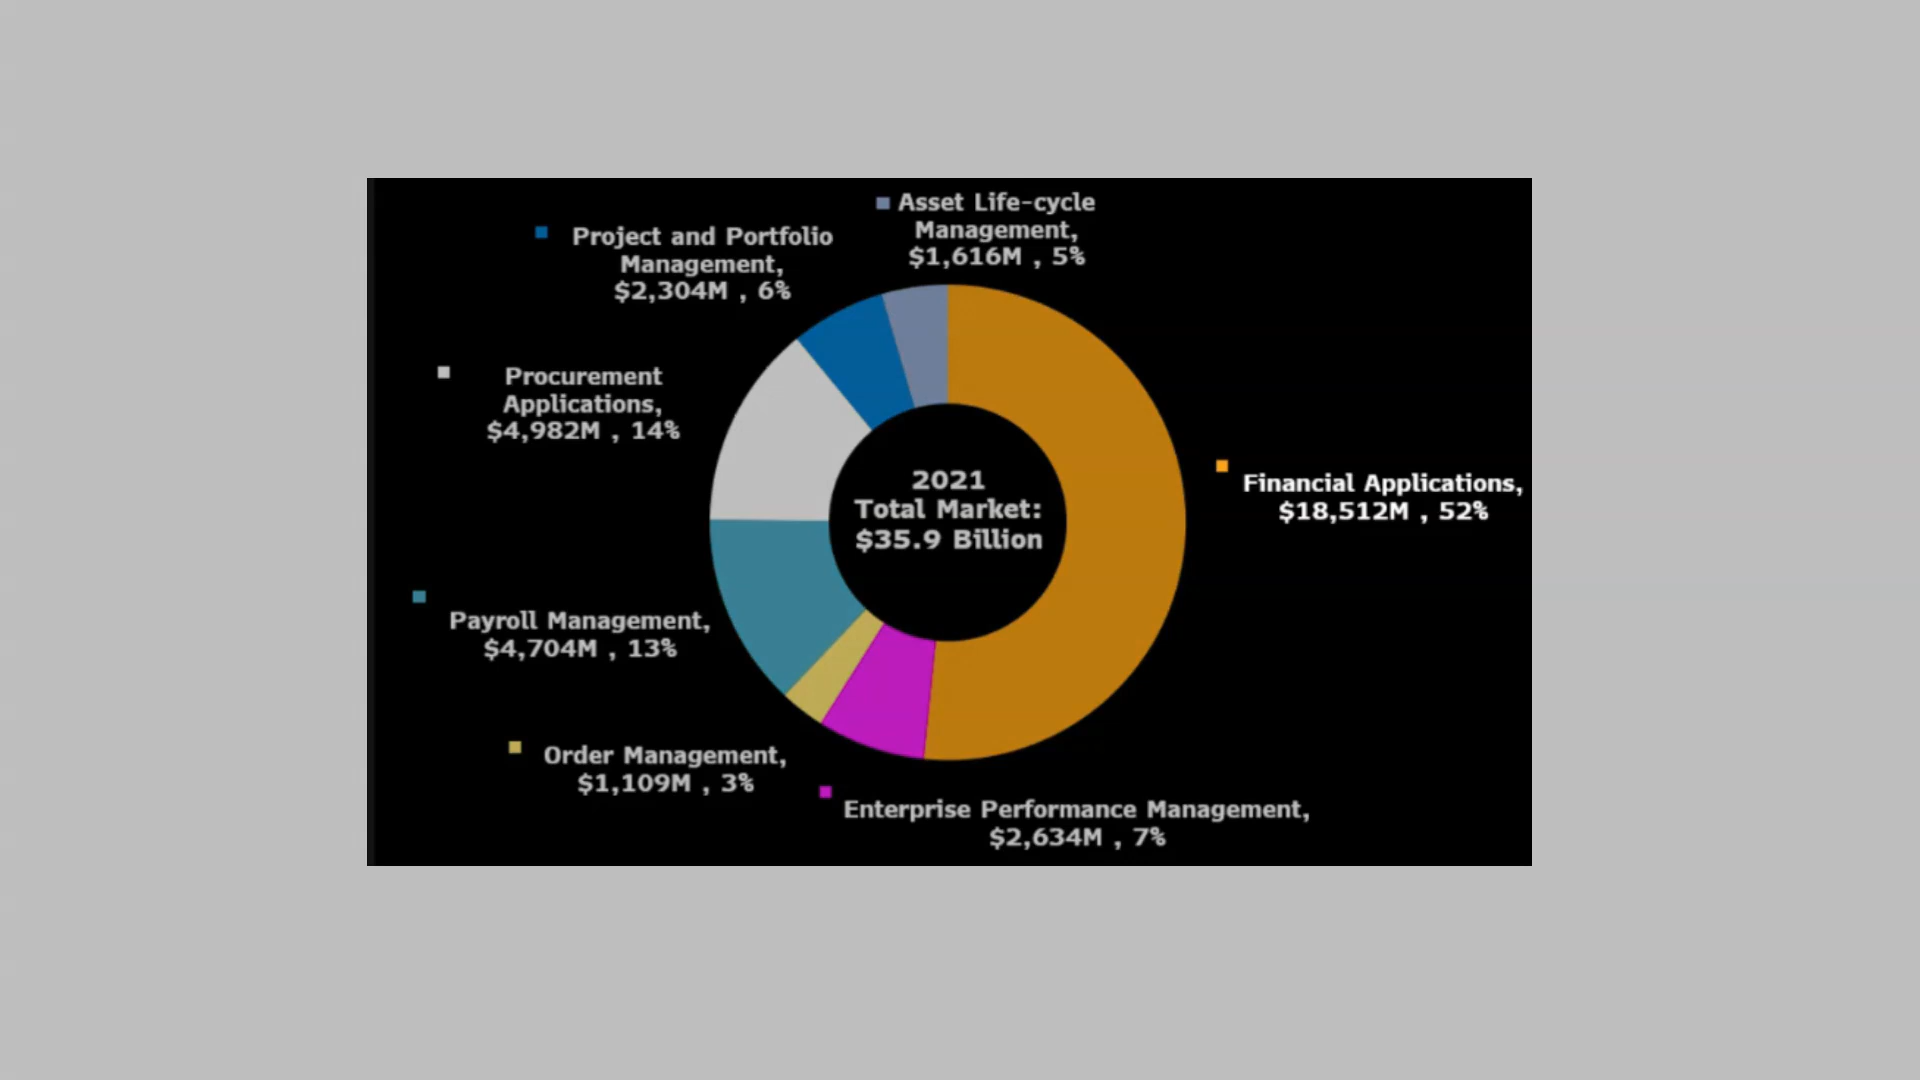 Asset Life-cycle
Management,
$1,616M , 5%
Project and Portfolio
Management,
$2,304M , 6%
Procurement
Applications,
$4,982M , 14%
2021
Total Market:
$35.9 Billion
Financial Applications,
$18,512M , 52%
Payroll Management,
$4,704M , 13%
Order Management,
$1,109M , 3%
Enterprise Performance Management,
$2,634M , 7%